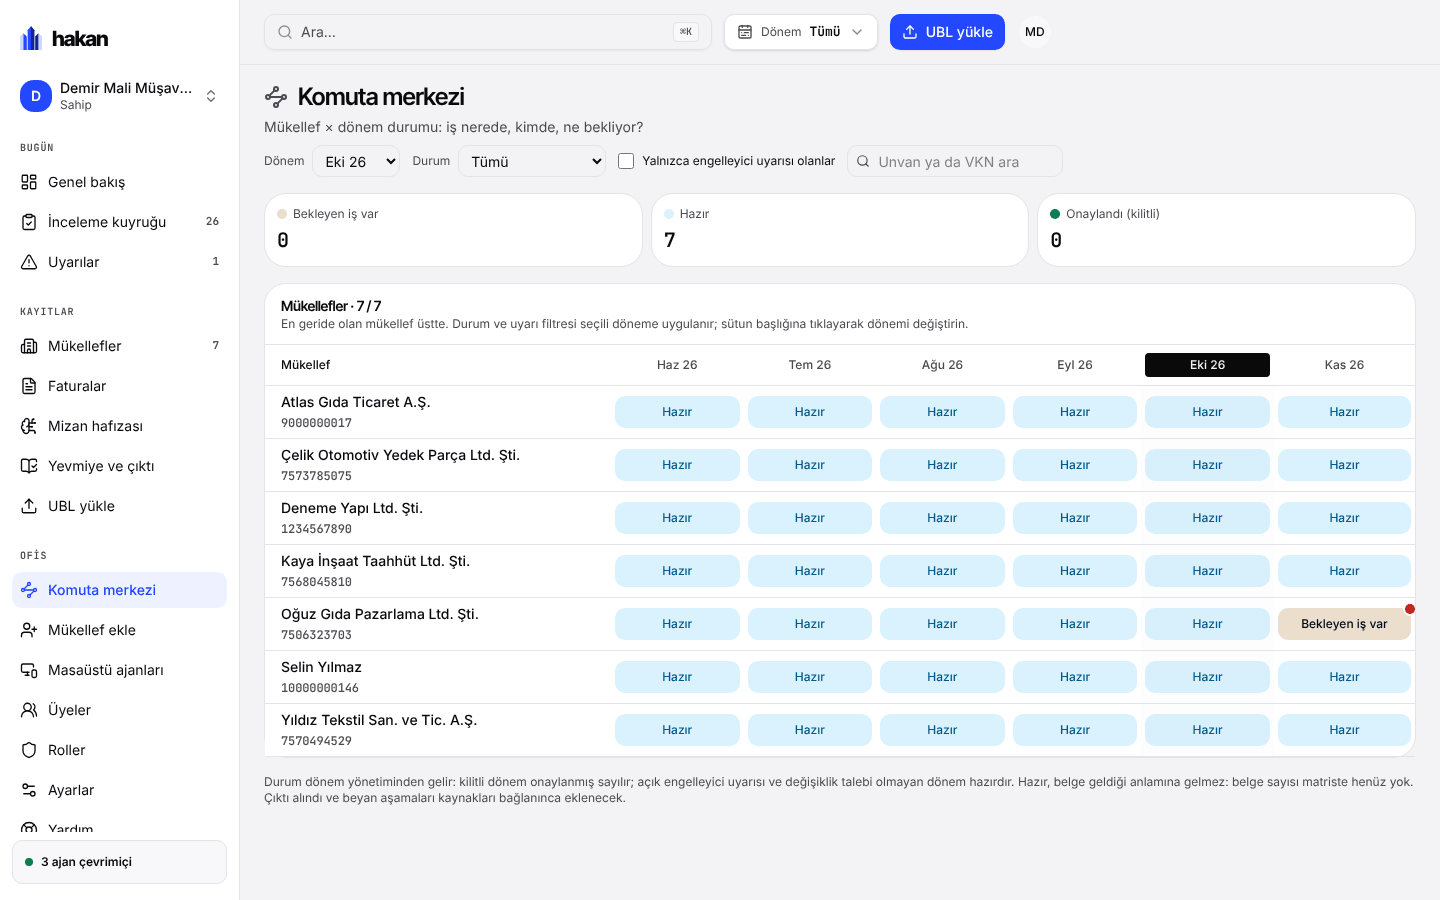 hakan
Ara...
⌘K
Dönem Tümü
UBL yükle
MD
D
Demir Mali Müşav...
Sahip
BUGÜN
Genel bakış
İnceleme kuyruğu 26
Uyarılar 1
KAYITLAR
Mükellefler 7
Faturalar
Mizan hafızası
Yevmiye ve çıktı
UBL yükle
OFİS
Komuta merkezi
Mükellef ekle
Masaüstü ajanları
Üyeler
Roller
Ayarlar
Yardım
3 ajan çevrimiçi
Komuta merkezi
Mükellef × dönem durumu: iş nerede, kimde, ne bekliyor?
Dönem Eki 26 Durum Tümü Yalnızca engelleyici uyarısı olanlar Unvan ya da VKN ara
Bekleyen iş var
0
Hazır
7
Onaylandı (kilitli)
0
Mükellefler · 7 / 7
En geride olan mükellef üstte. Durum ve uyarı filtresi seçili döneme uygulanır; sütun başlığına tıklayarak dönemi değiştirin.
Mükellef Haz 26 Tem 26 Ağu 26 Eyl 26 Eki 26 Kas 26
Atlas Gıda Ticaret A.Ş.
9000000017
Hazır Hazır Hazır Hazır Hazır Hazır
Çelik Otomotiv Yedek Parça Ltd. Şti.
7573785075
Hazır Hazır Hazır Hazır Hazır Hazır
Deneme Yapı Ltd. Şti.
1234567890
Hazır Hazır Hazır Hazır Hazır Hazır
Kaya İnşaat Taahhüt Ltd. Şti.
7568045810
Hazır Hazır Hazır Hazır Hazır Hazır
Oğuz Gıda Pazarlama Ltd. Şti.
7506323703
Hazır Hazır Hazır Hazır Hazır Bekleyen iş var
Selin Yılmaz
10000000146
Hazır Hazır Hazır Hazır Hazır Hazır
Yıldız Tekstil San. ve Tic. A.Ş.
7570494529
Hazır Hazır Hazır Hazır Hazır Hazır
Durum dönem yönetiminden gelir: kilitli dönem onaylanmış sayılır; açık engelleyici uyarısı ve değişiklik talebi olmayan dönem hazırdır. Hazır, belge geldiği anlamına gelmez: belge sayısı matriste henüz yok.
Çıktı alındı ve beyan aşamaları kaynakları bağlanınca eklenecek.